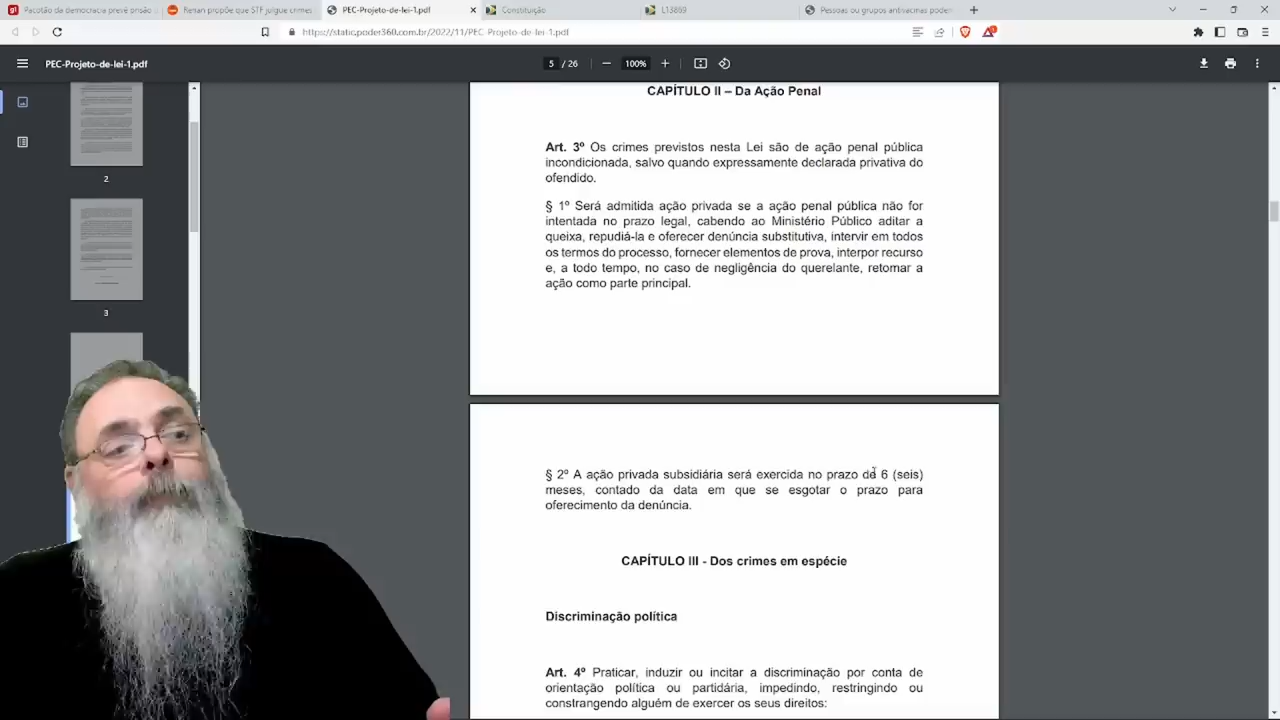 Pacotão da democracia prevê prisão
Renan propõe que STF julgue crimes
PEC-Projeto-de-lei-1.pdf
Constituição
L13869
Pessoas ou grupos antivacinas poder
https://static.poder360.com.br/2022/11/PEC-Projeto-de-lei-1.pdf
PEC-Projeto-de-lei-1.pdf
5 / 26
100%
2
3
CAPÍTULO II – Da Ação Penal
Art. 3º Os crimes previstos nesta Lei são de ação penal pública
incondicionada, salvo quando expressamente declarada privativa do
ofendido.
§ 1º Será admitida ação privada se a ação penal pública não for
intentada no prazo legal, cabendo ao Ministério Público aditar a
queixa, repudiá-la e oferecer denúncia substitutiva, intervir em todos
os termos do processo, fornecer elementos de prova, interpor recurso
e, a todo tempo, no caso de negligência do querelante, retomar a
ação como parte principal.
§ 2º A ação privada subsidiária será exercida no prazo de 6 (seis)
meses, contado da data em que se esgotar o prazo para
oferecimento da denúncia.
CAPÍTULO III - Dos crimes em espécie
Discriminação política
Art. 4º Praticar, induzir ou incitar a discriminação por conta de
orientação política ou partidária, impedindo, restringindo ou
constrangendo alguém de exercer os seus direitos: